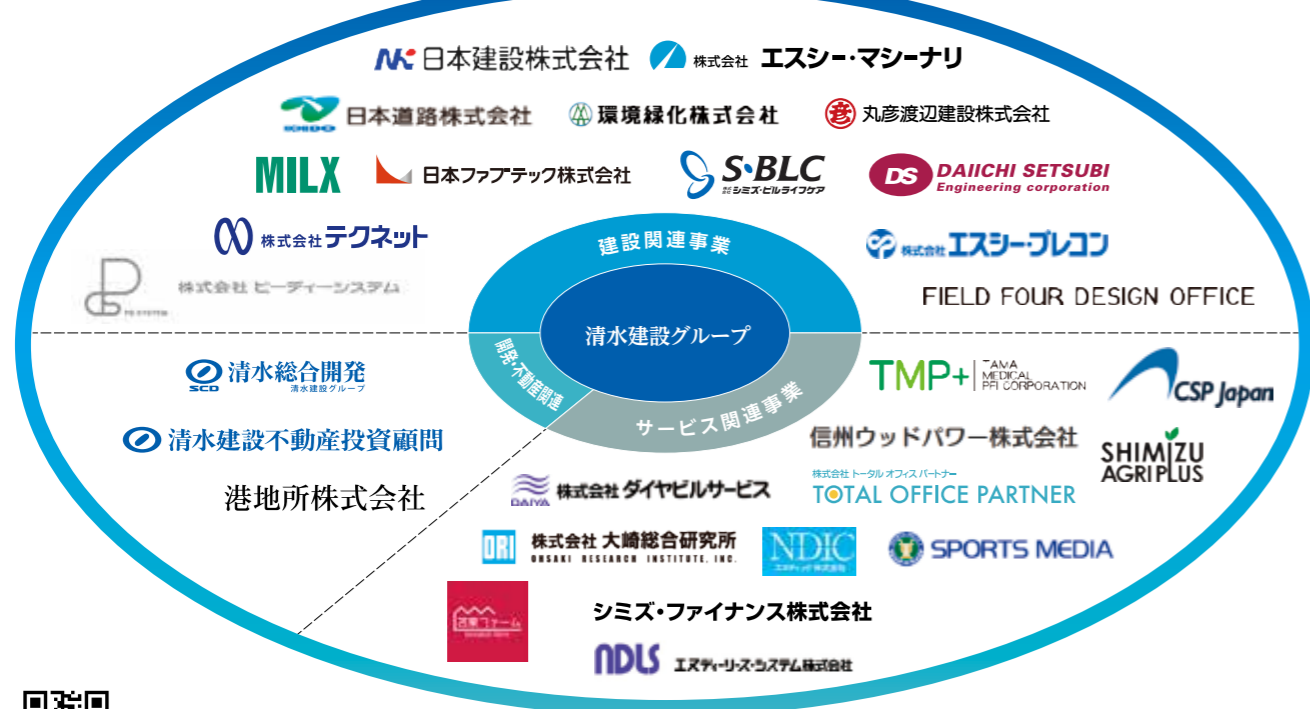 NK 日本建設株式会社
株式会社 エスシー・マシーナリ
日本道路株式会社
環境緑化株式会社
彦 丸彦渡辺建設株式会社
MILX
日本ファブテック株式会社
S・BLC
株式会社 シミズ・ビルライフケア
DS DAIICHI SETSUBI
Engineering corporation
株式会社テクネット
建設関連事業
株式会社エスシー・プレコン
株式会社 ピーディーシステム
PD SYSTEM
FIELD FOUR DESIGN OFFICE
清水建設グループ
開発・不動産関連
サービス関連事業
SCD 清水総合開発
清水建設グループ
TMP+ TAMA
MEDICAL
PFI CORPORATION
CSP Japan
清水建設不動産投資顧問
信州ウッドパワー株式会社
SHIMIZU
AGRIPLUS
港地所株式会社
DAIYA 株式会社 ダイヤビルサービス
株式会社 トータル オフィス パートナー
TOTAL OFFICE PARTNER
ORI 株式会社 大崎総合研究所
OHSAKI RESEARCH INSTITUTE, INC.
NDIC
SPORTS MEDIA
シミズ・ファイナンス株式会社
NDLS エヌディーリース・システム株式会社